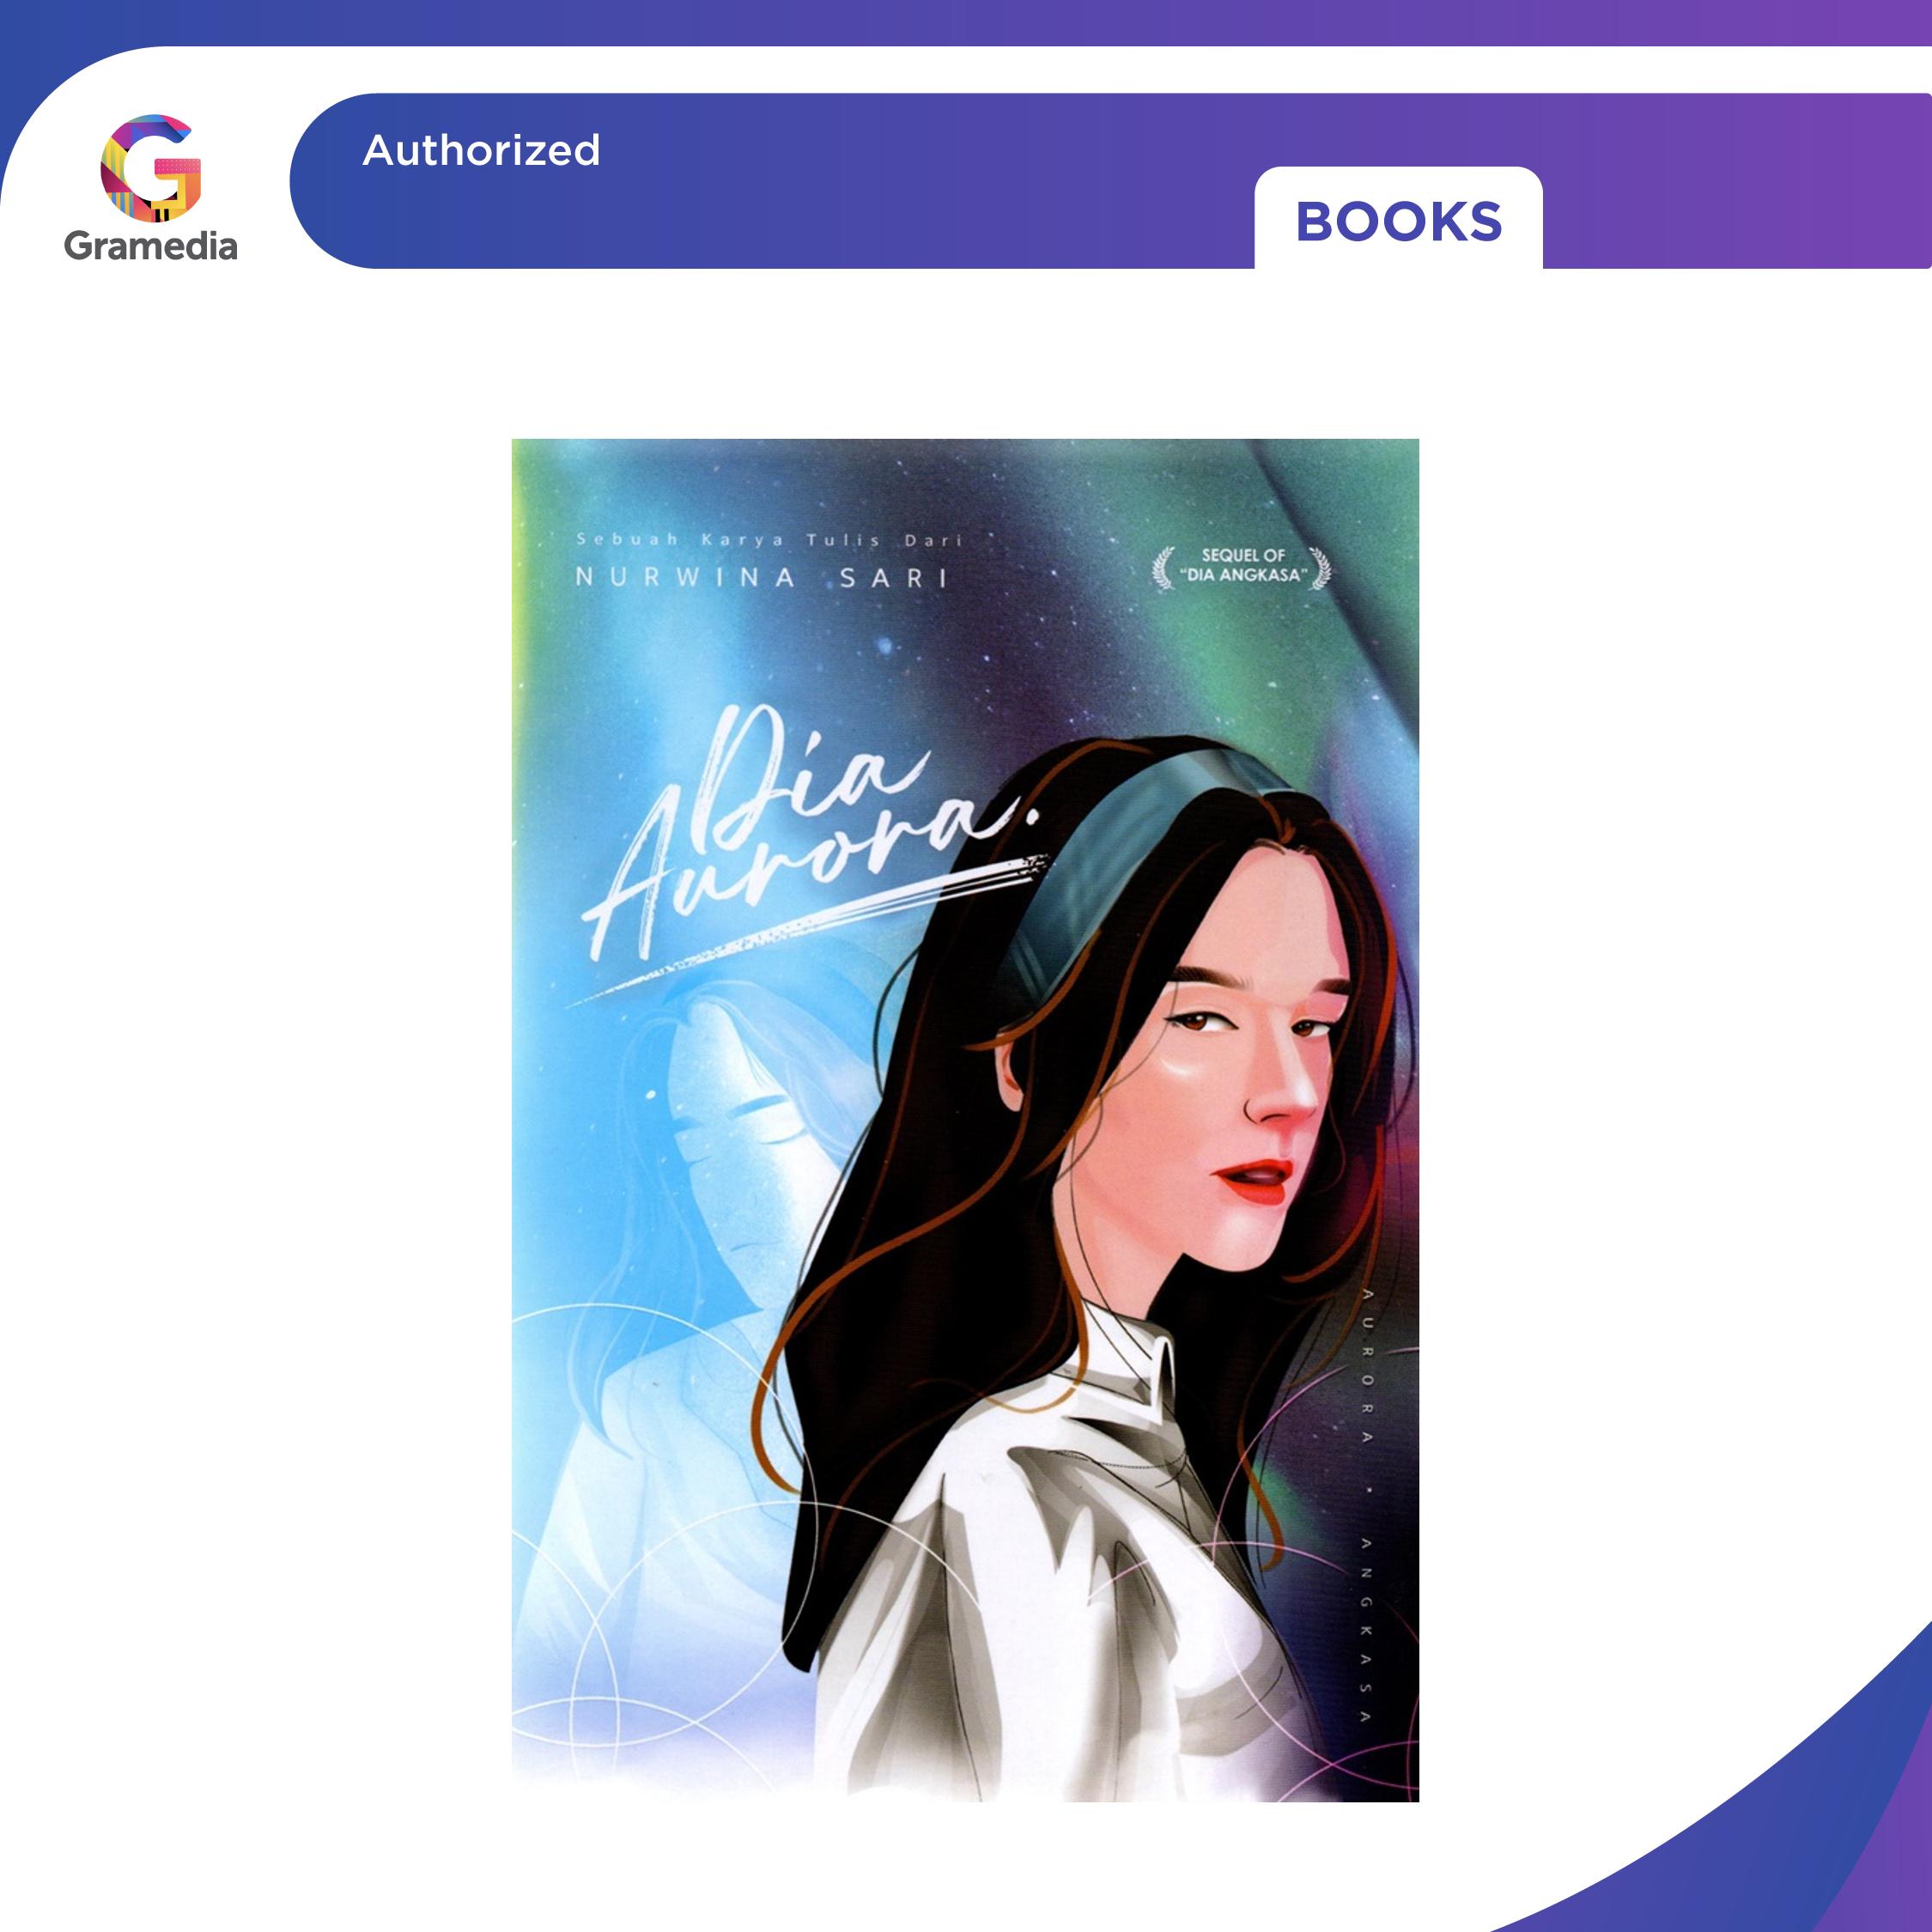 Gramedia
Authorized
BOOKS
Sebuah Karya Tulis Dari
NURWINA SARI
SEQUEL OF
"DIA ANGKASA"
Dia
Aurora.
AURORA • ANGKASA